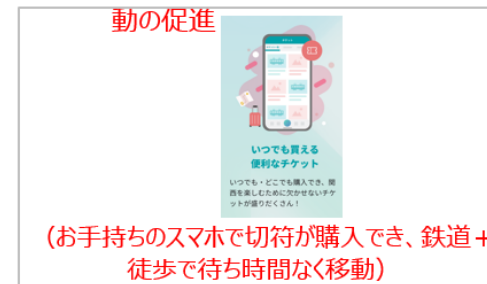 動の促進
いつでも買える
便利なチケット
いつでも・どこでも購入でき、関
西を楽しむために欠かせないチケ
ットが盛りだくさん！
(お手持ちのスマホで切符が購入でき、鉄道+
徒歩で待ち時間なく移動)